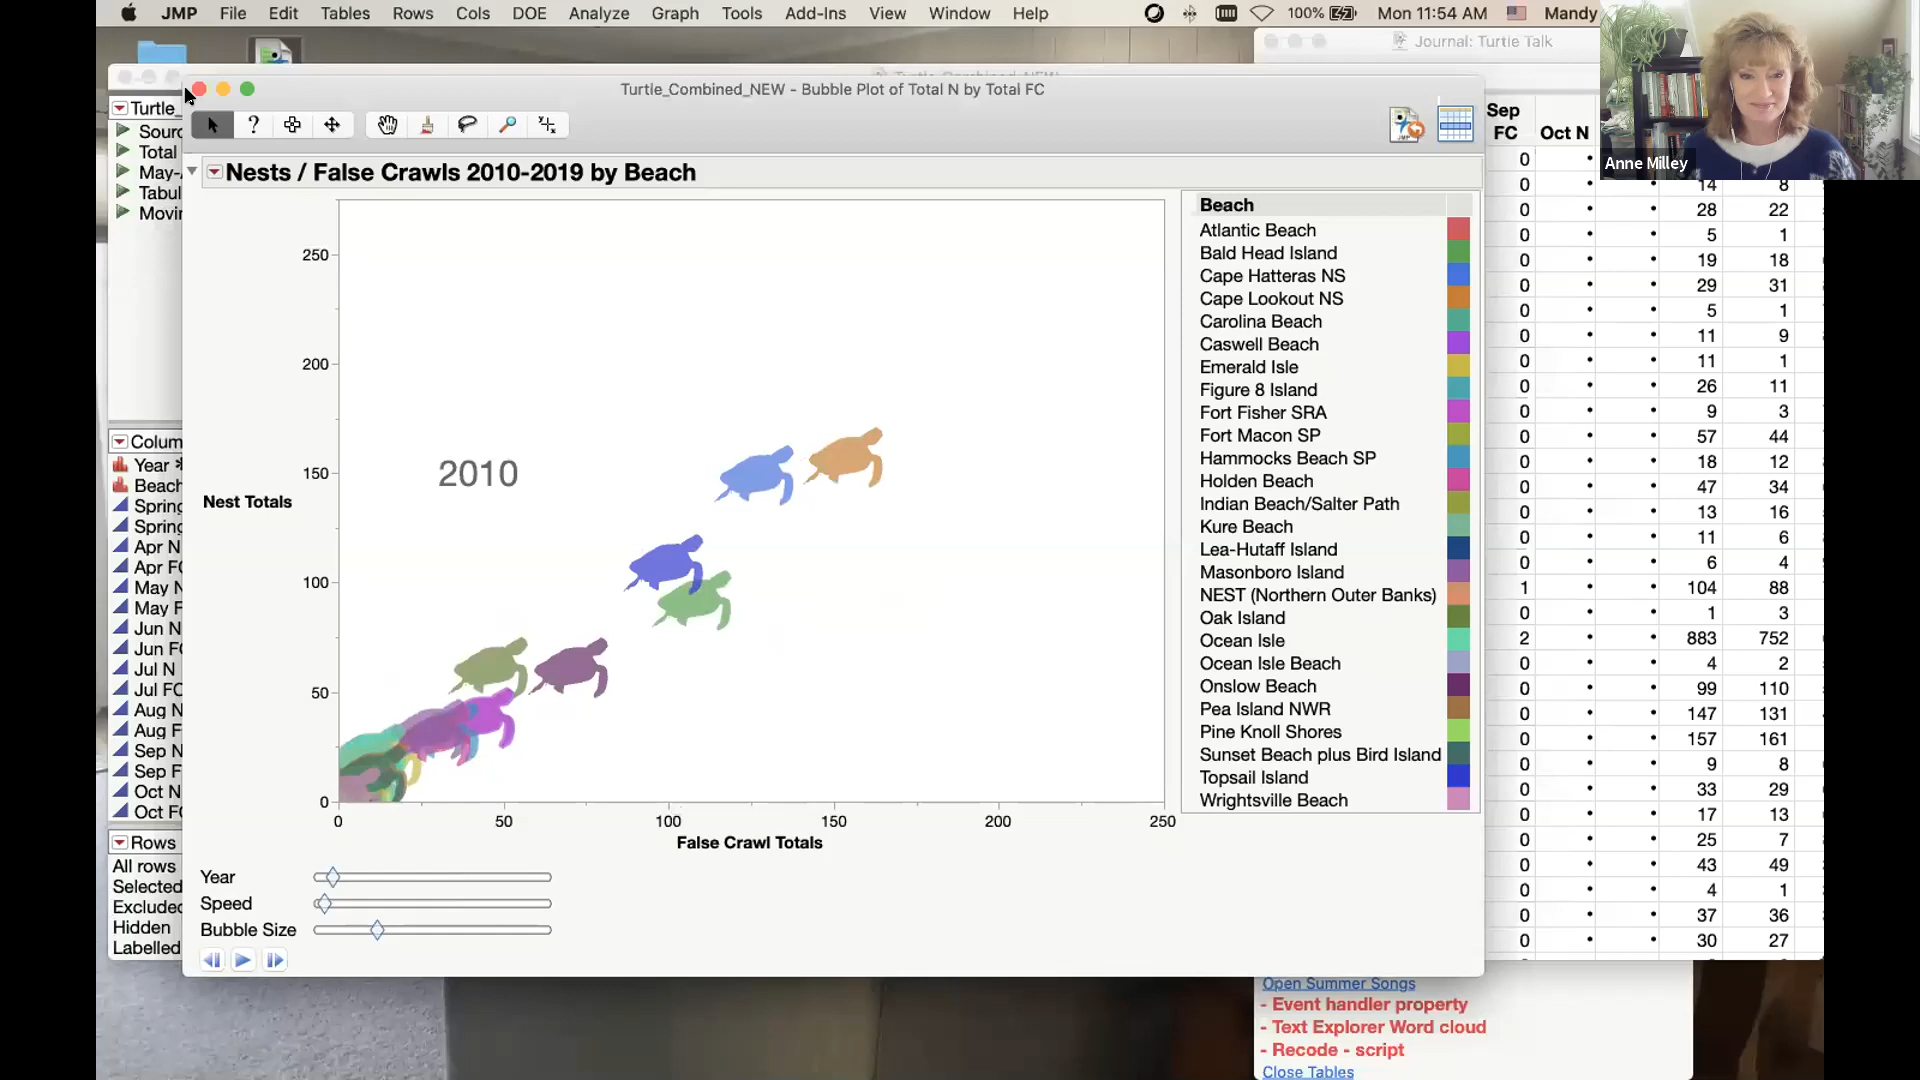 JMP File Edit Tables Rows Cols DOE Analyze Graph Tools Add-Ins View Window Help 100% Mon 11:54 AM Mandy
Journal: Turtle Talk
Turtle_Combined_NEW - Bubble Plot of Total N by Total FC
Anne Milley
Turtle_
Total
Nests / False Crawls 2010-2019 by Beach
250
200
150
100
50
0
2010
Nest Totals
0 50 100 150 200 250
False Crawl Totals
Year
Speed
Bubble Size
Beach
Atlantic Beach
Bald Head Island
Cape Hatteras NS
Cape Lookout NS
Carolina Beach
Caswell Beach
Emerald Isle
Figure 8 Island
Fort Fisher SRA
Fort Macon SP
Hammocks Beach SP
Holden Beach
Indian Beach/Salter Path
Kure Beach
Lea-Hutaff Island
Masonboro Island
NEST (Northern Outer Banks)
Oak Island
Ocean Isle
Ocean Isle Beach
Onslow Beach
Pea Island NWR
Pine Knoll Shores
Sunset Beach plus Bird Island
Topsail Island
Wrightsville Beach
Year
Beach
Spring
Spring
Apr N
Apr FC
May N
May F
Jun N
Jun FC
Jul N
Jul FC
Aug N
Aug F
Sep N
Sep F
Oct N
Oct FC
Rows
All rows
Selected
Excluded
Hidden
Labelled
Sep FC Oct N
0
0 14 8
0 28 22
0 5 1
0 19 18
0 29 31
0 5 1
0 11 9
0 11 1
0 26 11
0 9 3
0 57 44
0 18 12
0 47 34
0 13 16
0 11 6
0 6 4
1 104 88
0 1 3
2 883 752
0 4 2
0 99 110
0 147 131
0 157 161
0 9 8
0 33 29
0 17 13
0 25 7
0 43 49
0 4 1
0 37 36
0 30 27
Open Summer Songs
- Event handler property
- Text Explorer Word cloud
- Recode - script
Close Tables